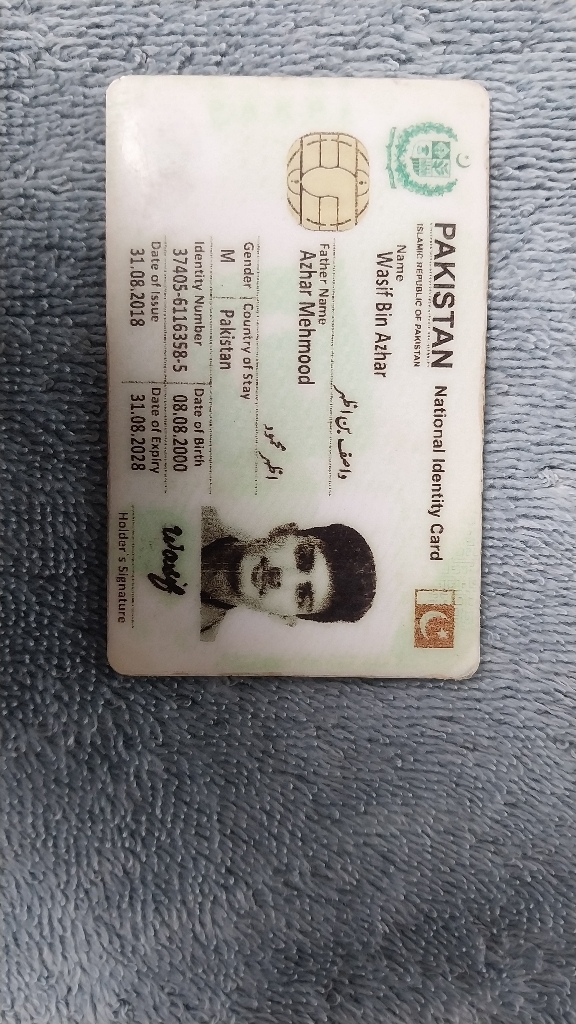 PAKISTAN National Identity Card
ISLAMIC REPUBLIC OF PAKISTAN
Name
Wasif Bin Azhar
واصف بن اظہر
Father Name
Azhar Mehmood
اظہر محمود
Gender Country of Stay
M Pakistan
Identity Number Date of Birth
37405-6116358-5 08.08.2000
Date of Issue Date of Expiry
31.08.2018 31.08.2028
Wasif
Holder's Signature